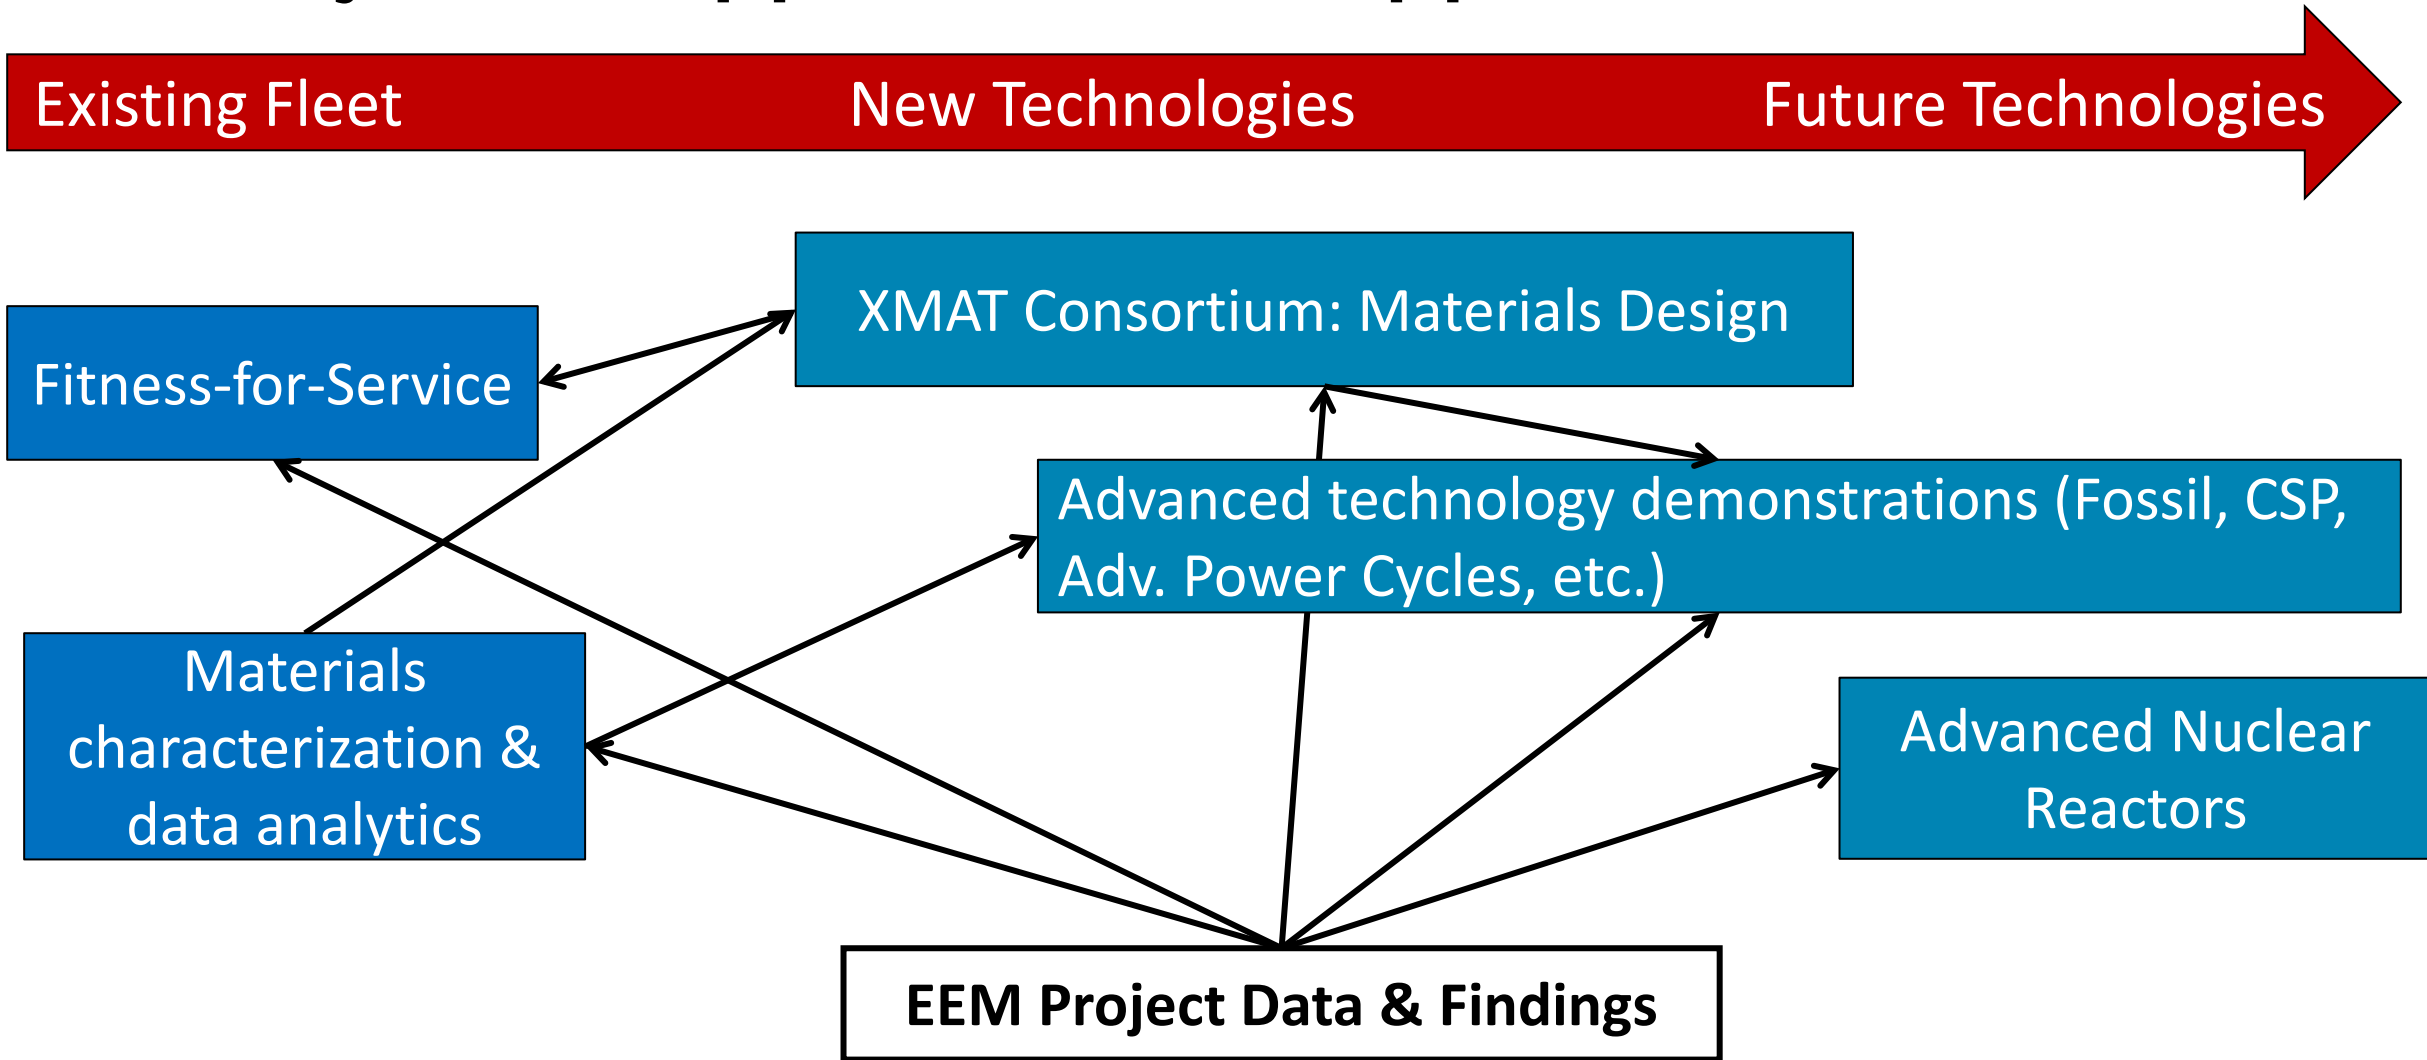 Existing Fleet New Technologies Future Technologies
XMAT Consortium: Materials Design
Fitness-for-Service
Advanced technology demonstrations (Fossil, CSP,
Adv. Power Cycles, etc.)
Materials
characterization &
data analytics
Advanced Nuclear
Reactors
EEM Project Data & Findings